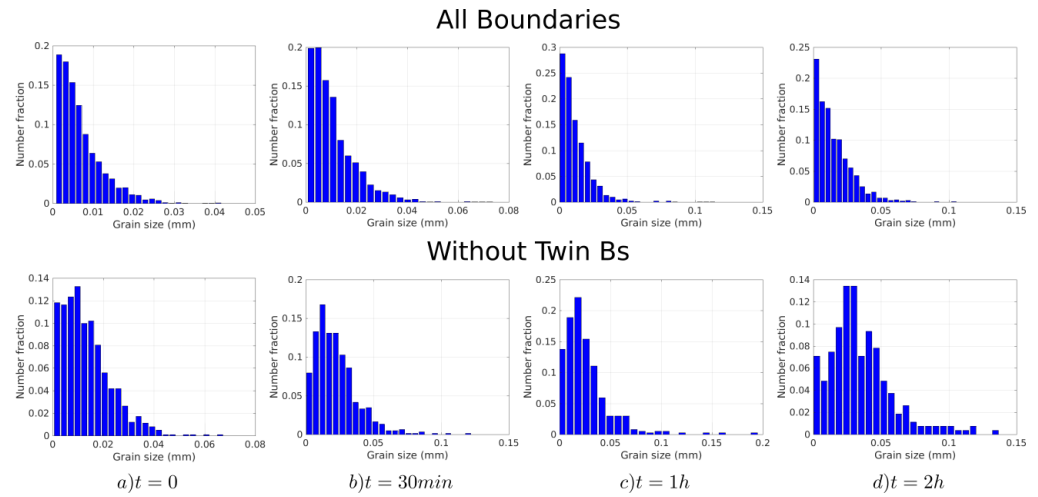 All Boundaries
0.2
0.15
0.1
0.05
0
Number fraction
0 0.01 0.02 0.03 0.04 0.05
Grain size (mm)
0.2
0.15
0.1
0.05
0
Number fraction
0 0.02 0.04 0.06 0.08
Grain size (mm)
0.3
0.25
0.2
0.15
0.1
0.05
0
Number fraction
0 0.05 0.1 0.15
Grain size (mm)
0.25
0.2
0.15
0.1
0.05
0
Number fraction
0 0.05 0.1 0.15
Grain size (mm)
Without Twin Bs
0.14
0.12
0.1
0.08
0.06
0.04
0.02
0
Number fraction
0 0.02 0.04 0.06 0.08
Grain size (mm)
0.2
0.15
0.1
0.05
0
Number fraction
0 0.05 0.1 0.15
Grain size (mm)
0.25
0.2
0.15
0.1
0.05
0
Number fraction
0 0.05 0.1 0.15 0.2
Grain size (mm)
0.14
0.12
0.1
0.08
0.06
0.04
0.02
0
Number fraction
0 0.05 0.1 0.15
Grain size (mm)
a)t = 0
b)t = 30min
c)t = 1h
d)t = 2h